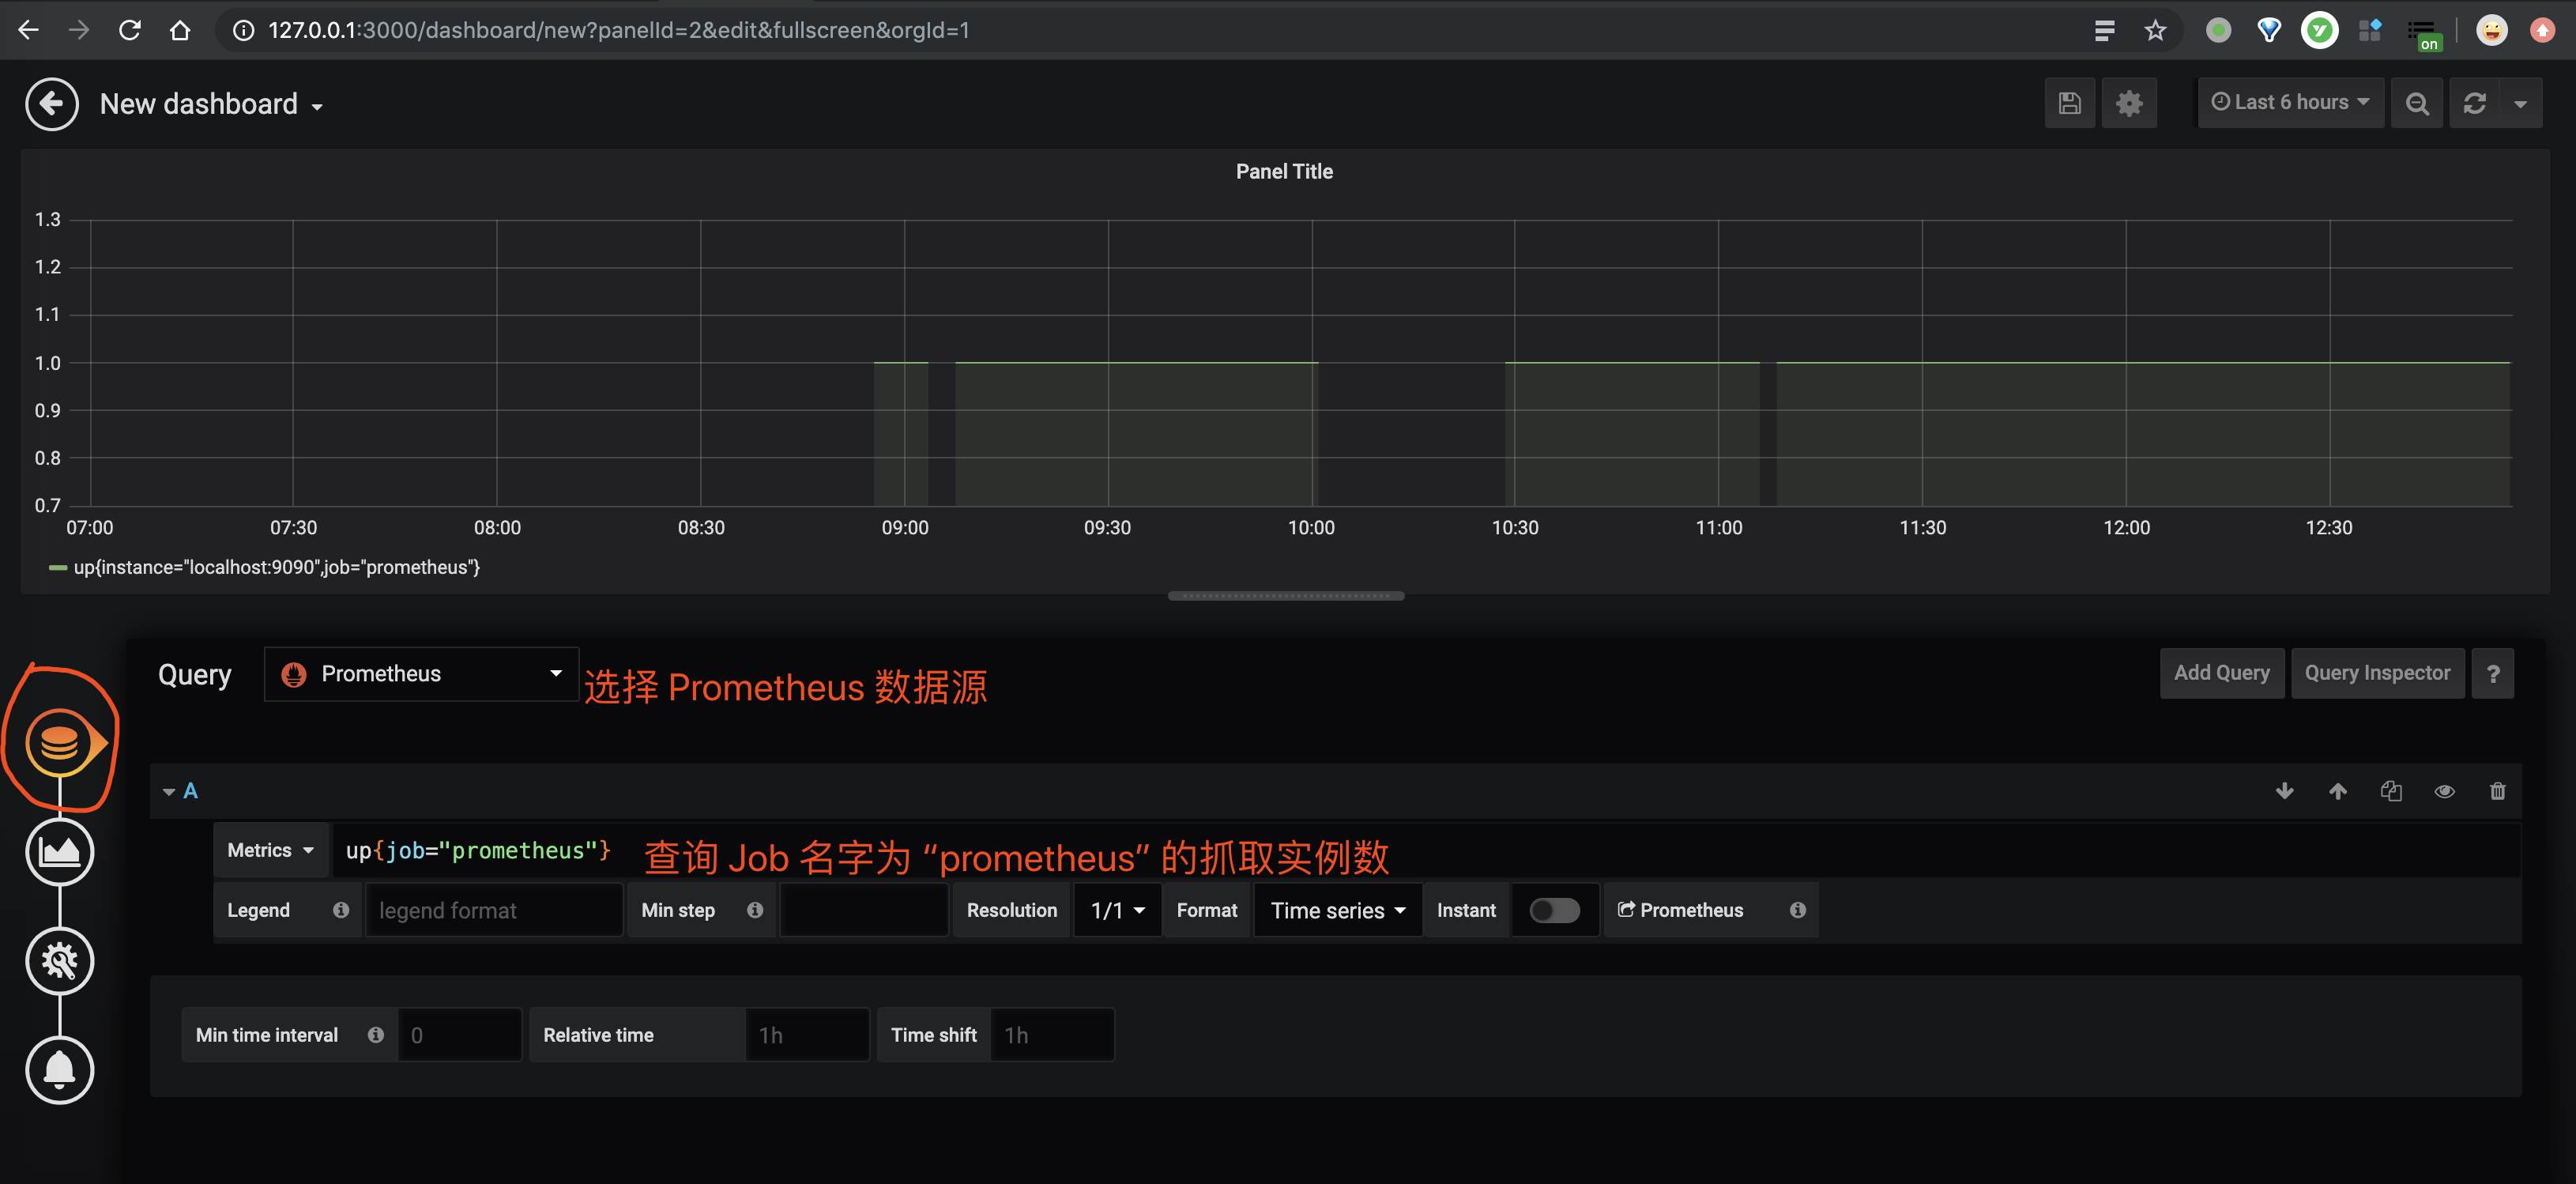 127.0.0.1:3000/dashboard/new?panelId=2&edit&fullscreen&orgId=1
on
New dashboard
Last 6 hours
Panel Title
1.3
1.2
1.1
1.0
0.9
0.8
0.7
07:00 07:30 08:00 08:30 09:00 09:30 10:00 10:30 11:00 11:30 12:00 12:30
up{instance="localhost:9090",job="prometheus"}
Query Prometheus 选择 Prometheus 数据源 Add Query Query Inspector ?
A
Metrics up{job="prometheus"} 查询 Job 名字为 “prometheus” 的抓取实例数
Legend legend format Min step Resolution 1/1 Format Time series Instant Prometheus
Min time interval 0 Relative time 1h Time shift 1h